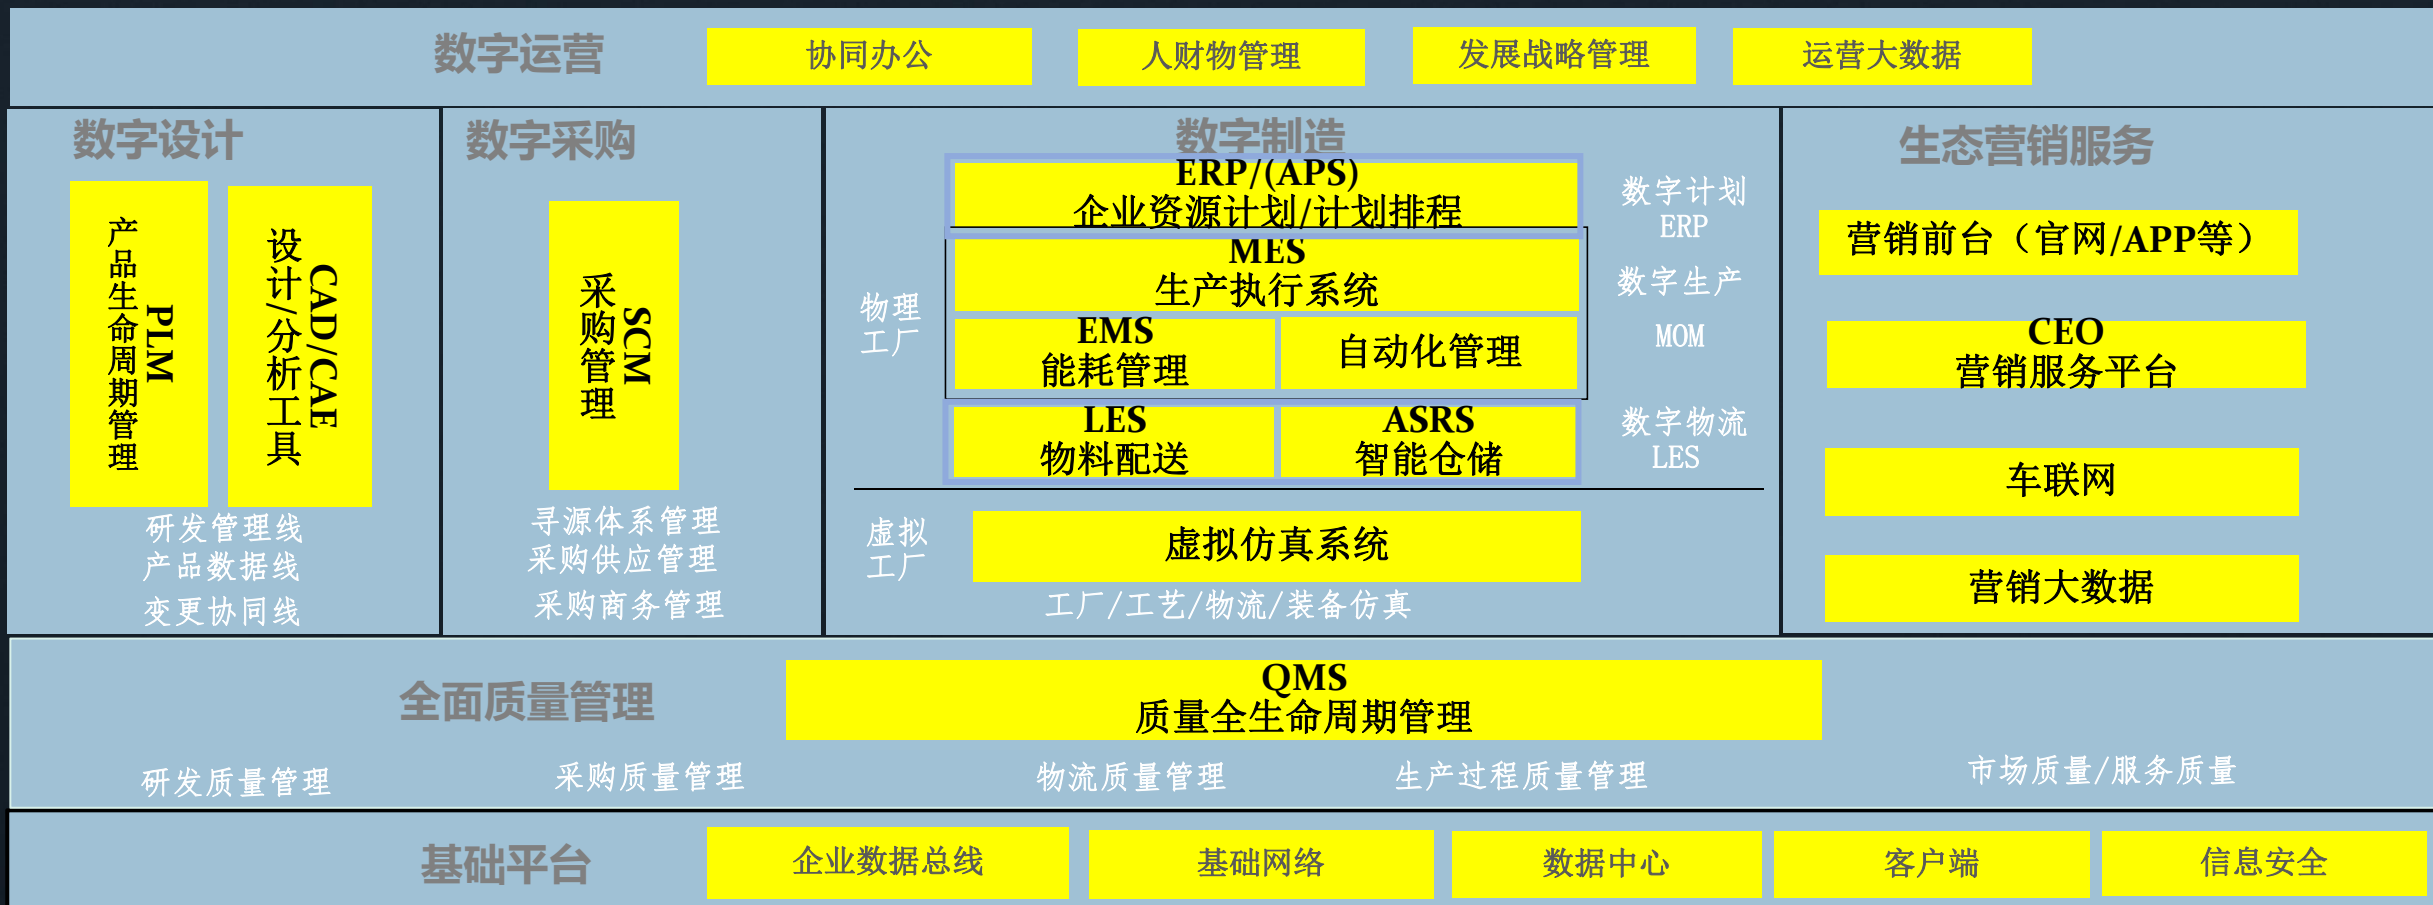 数字运营
协同办公
人财物管理
发展战略管理
运营大数据
数字设计
PLM
产品生命周期管理
CAD/CAE
设计/分析工具
研发管理线
产品数据线
变更协同线
数字采购
SCM
采购管理
寻源体系管理
采购供应管理
采购商务管理
数字制造
物理
工厂
ERP/(APS)
企业资源计划/计划排程
MES
生产执行系统
EMS
能耗管理
自动化管理
LES
物料配送
ASRS
智能仓储
数字计划
ERP
数字生产
MOM
数字物流
LES
虚拟
工厂
虚拟仿真系统
工厂/工艺/物流/装备仿真
生态营销服务
营销前台（官网/APP等）
CEO
营销服务平台
车联网
营销大数据
全面质量管理
QMS
质量全生命周期管理
研发质量管理
采购质量管理
物流质量管理
生产过程质量管理
市场质量/服务质量
基础平台
企业数据总线
基础网络
数据中心
客户端
信息安全